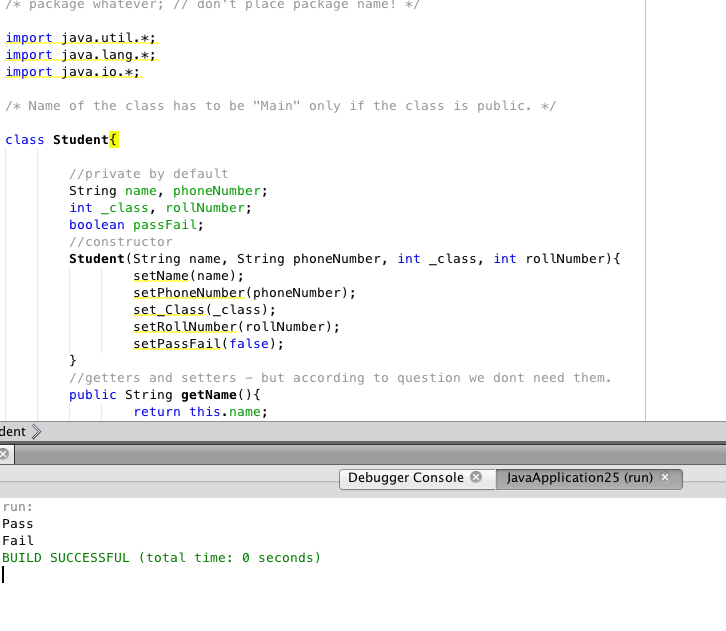 /* package whatever; // don't place package name! */
import java.util.*;
import java.lang.*;
import java.io.*;
/* Name of the class has to be "Main" only if the class is public. */
class Student{
//private by default
String name, phoneNumber;
int _class, rollNumber;
boolean passFail;
//constructor
Student(String name, String phoneNumber, int _class, int rollNumber){
setName(name);
setPhoneNumber(phoneNumber);
set_Class(_class);
setRollNumber(rollNumber);
setPassFail(false);
}
//getters and setters – but according to question we dont need them.
public String getName(){
return this.name;
dent
Debugger Console
JavaApplication25 (run)
run:
Pass
Fail
BUILD SUCCESSFUL (total time: 0 seconds)